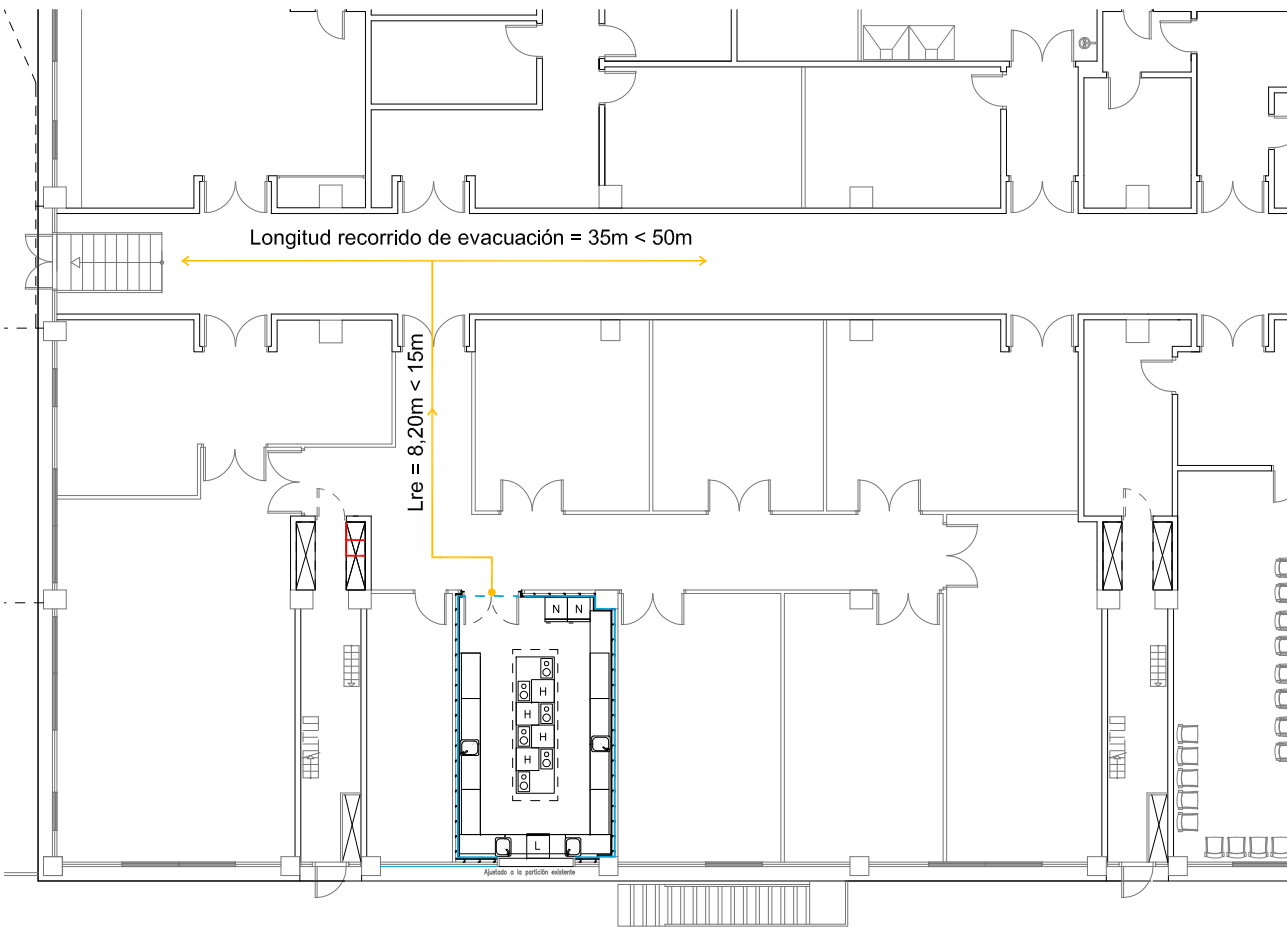 Longitud recorrido de evacuación = 35m < 50m
Lre = 8,20m < 15m
N N
H
H
H
H
L
Ajustado a la partición existente